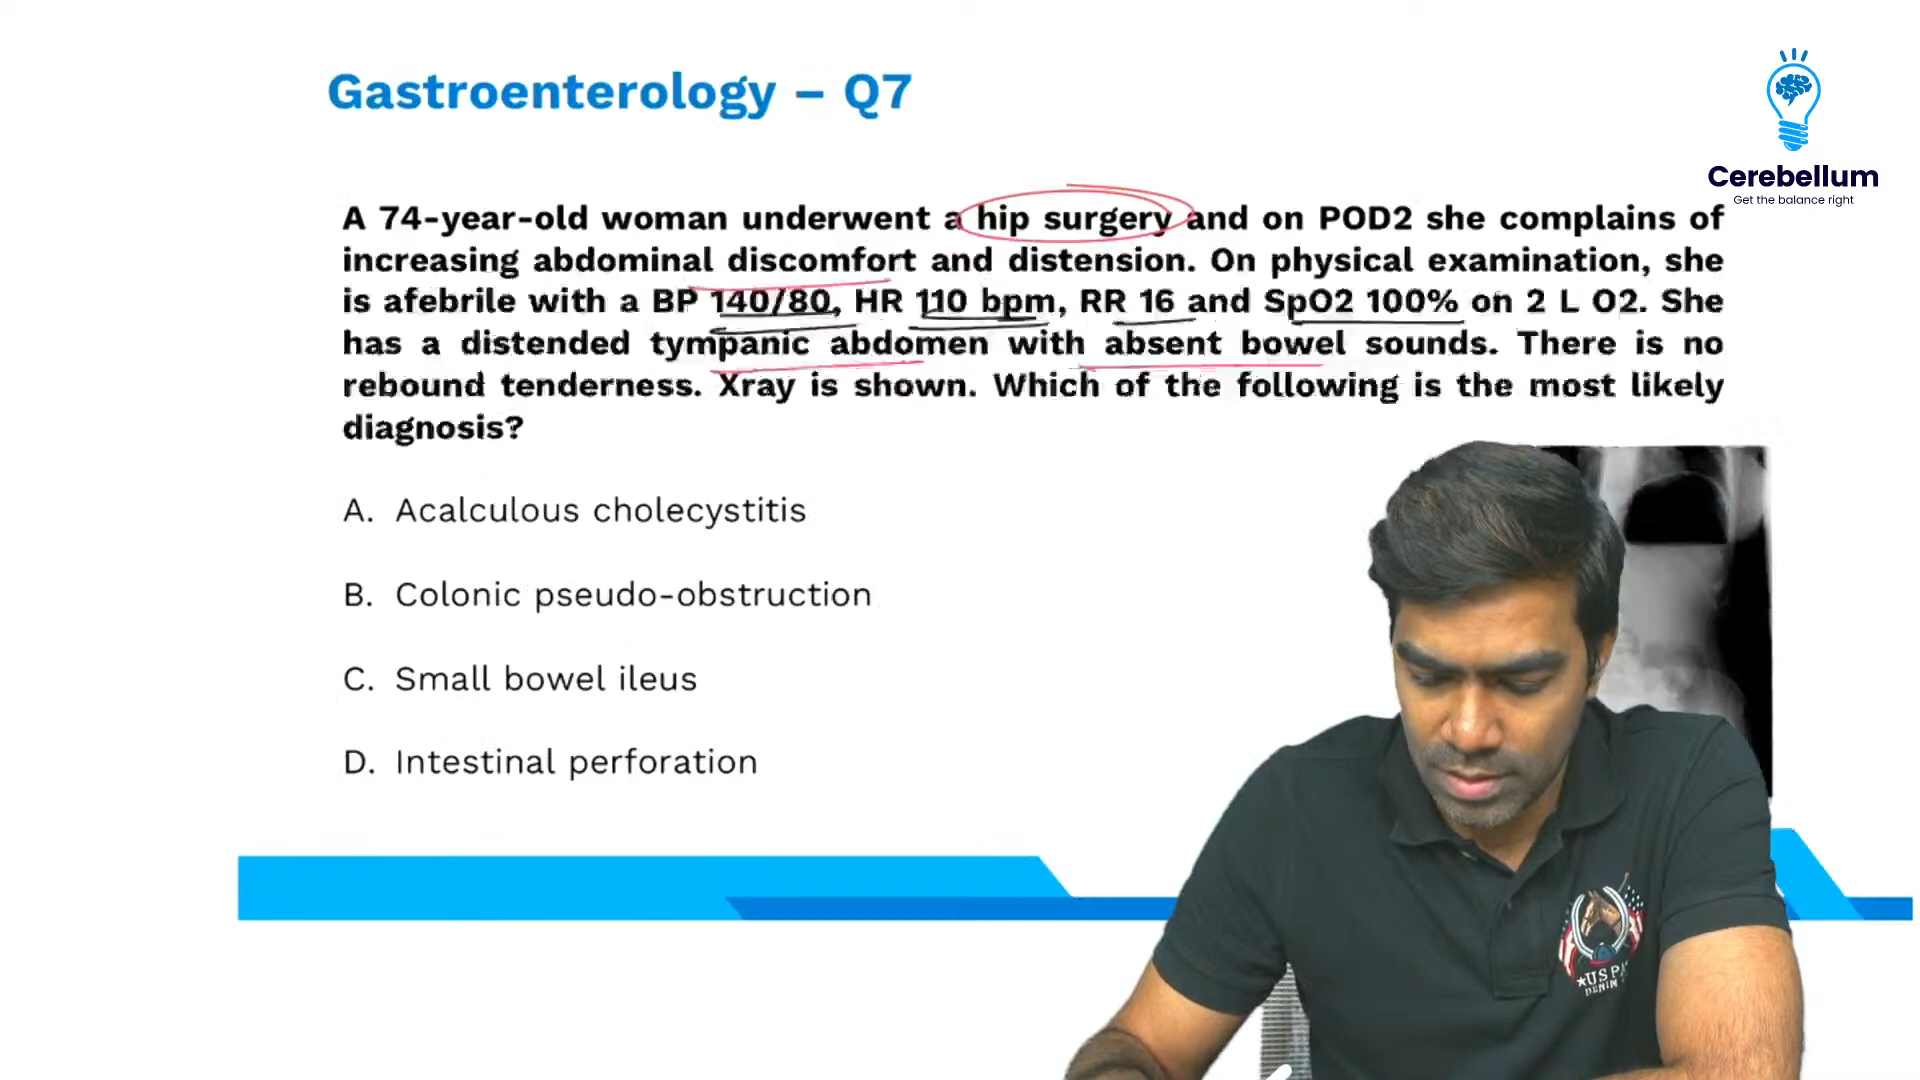 Gastroenterology – Q7
Cerebellum
Get the balance right
A 74-year-old woman underwent a hip surgery and on POD2 she complains of
increasing abdominal discomfort and distension. On physical examination, she
is afebrile with a BP 140/80, HR 110 bpm, RR 16 and SpO2 100% on 2 L O2. She
has a distended tympanic abdomen with absent bowel sounds. There is no
rebound tenderness. Xray is shown. Which of the following is the most likely
diagnosis?
A. Acalculous cholecystitis
B. Colonic pseudo-obstruction
C. Small bowel ileus
D. Intestinal perforation
USPA
DENIM